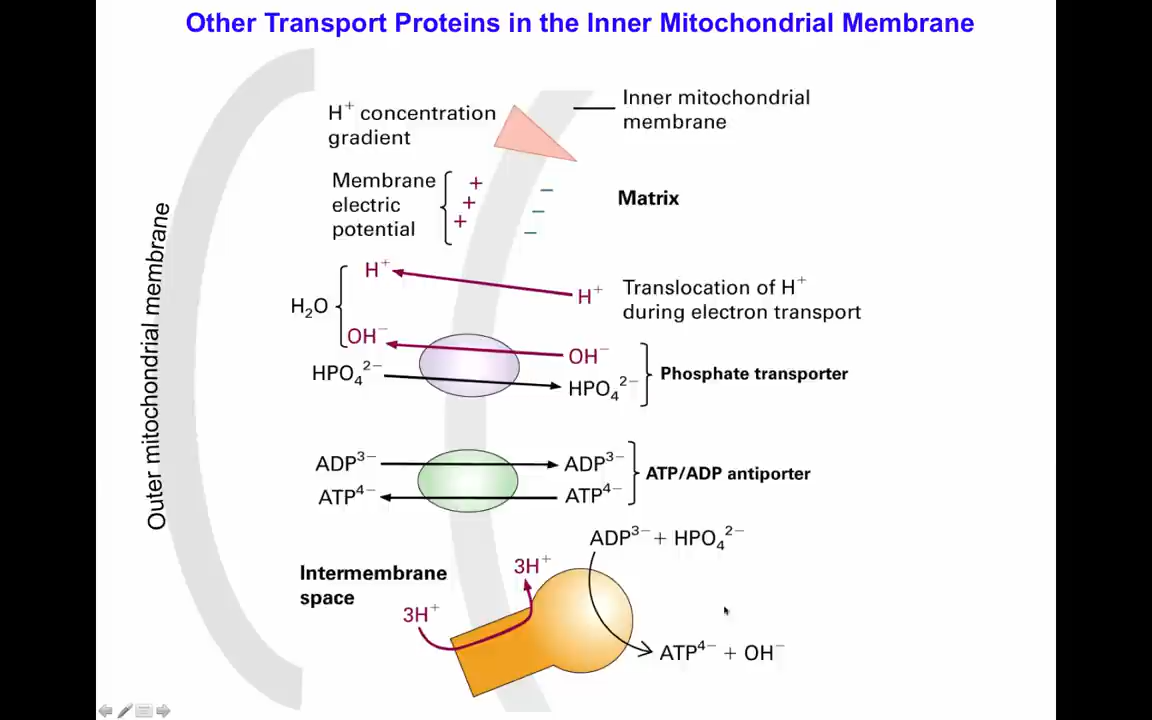 Other Transport Proteins in the Inner Mitochondrial Membrane
H⁺ concentration
gradient
Inner mitochondrial
membrane
Membrane
electric
potential
+
+
+
−
−
−
Matrix
Outer mitochondrial membrane
H⁺
H₂O
OH⁻
H⁺
Translocation of H⁺
during electron transport
OH⁻
HPO₄²⁻
HPO₄²⁻
Phosphate transporter
ADP³⁻
ADP³⁻
ATP⁴⁻
ATP⁴⁻
ATP/ADP antiporter
ADP³⁻ + HPO₄²⁻
Intermembrane
space
3H⁺
3H⁺
ATP⁴⁻ + OH⁻